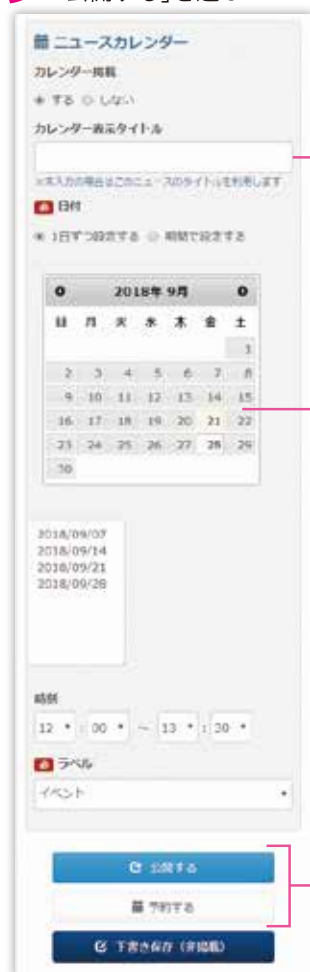 ニュースカレンダー
カレンダー掲載
する しない
カレンダー表示タイトル
※未入力の場合はこのニュースのタイトルを利用します
必須 日付
1日ずつ設定する 期間で設定する
2018年 9月
日 月 火 水 木 金 土
1
2 3 4 5 6 7 8
9 10 11 12 13 14 15
16 17 18 19 20 21 22
23 24 25 26 27 28 29
30
2018/09/07
2018/09/14
2018/09/21
2018/09/28
時刻
12 : 00 ~ 13 : 30
必須 ラベル
イベント
公開する
予約する
下書き保存（非掲載）